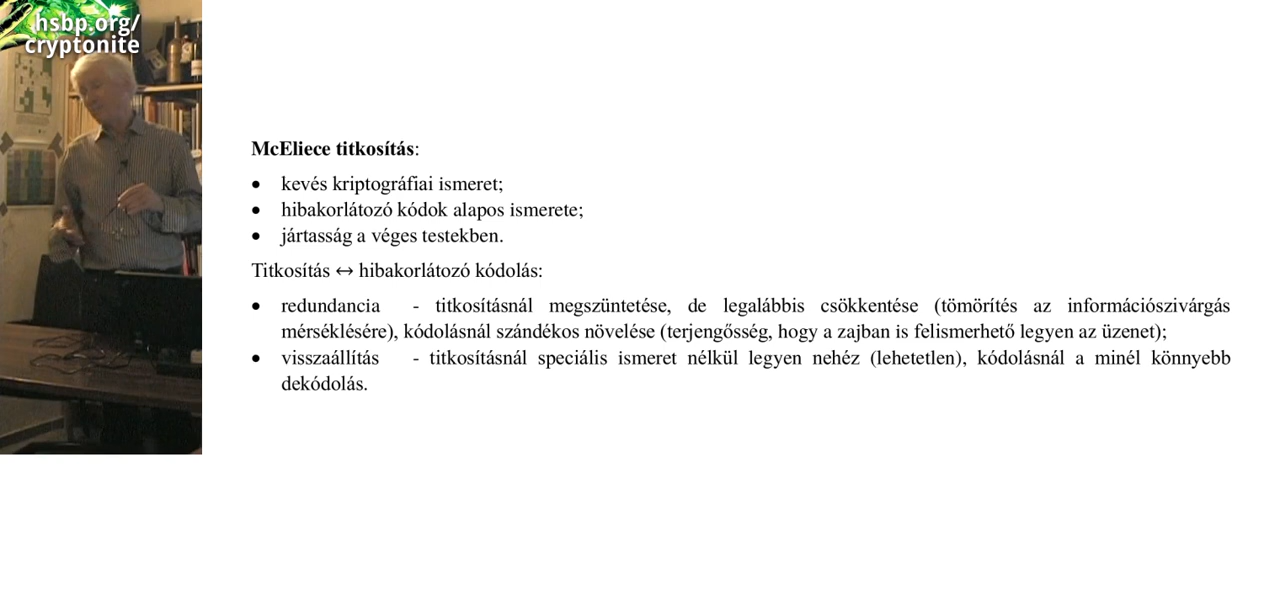 hsbp.org/
cryptonite
McEliece titkosítás:
• kevés kriptográfiai ismeret;
• hibakorlátozó kódok alapos ismerete;
• jártasság a véges testekben.
Titkosítás ↔ hibakorlátozó kódolás:
• redundancia - titkosításnál megszüntetése, de legalábbis csökkentése (tömörítés az információszivárgás
mérséklésére), kódolásnál szándékos növelése (terjengősség, hogy a zajban is felismerhető legyen az üzenet);
• visszaállítás - titkosításnál speciális ismeret nélkül legyen nehéz (lehetetlen), kódolásnál a minél könnyebb
dekódolás.